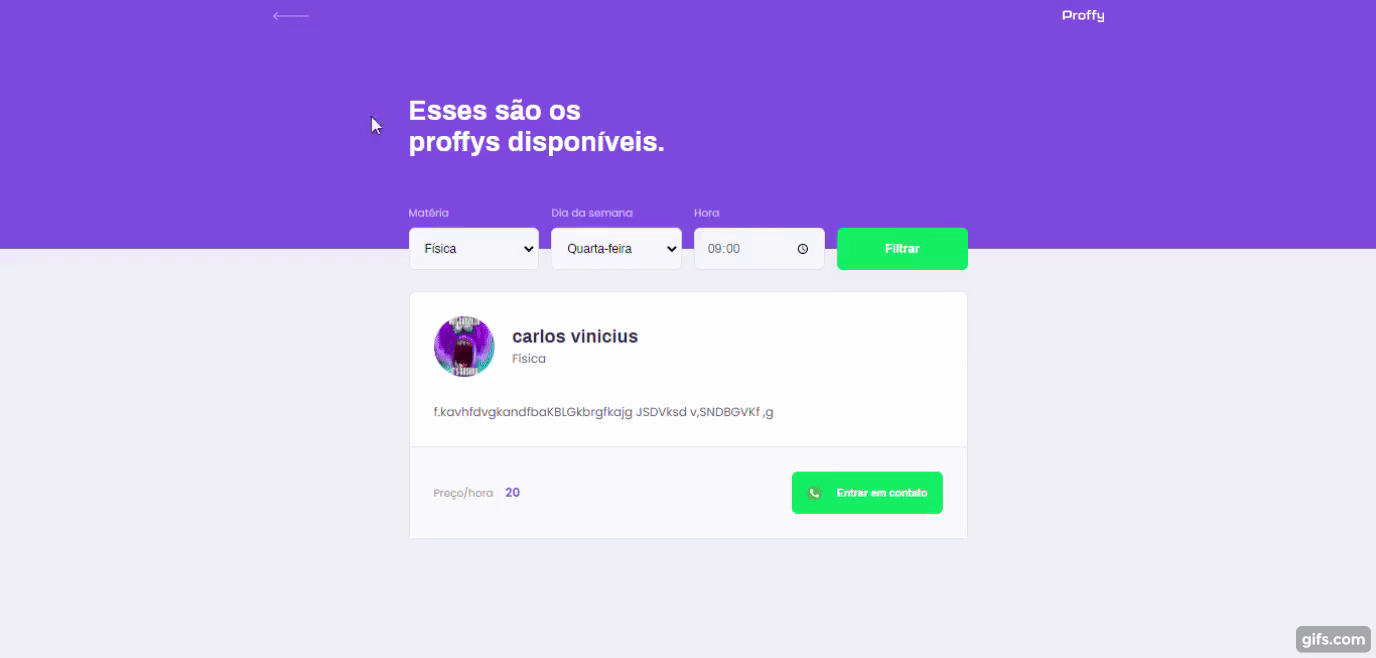 Proffy
Esses são os
proffys disponíveis.
Matéria Dia da semana Hora
Física Quarta-feira 09:00 Filtrar
carlos vinicius
Física
f.kavhfdvgkandfbaKBLGkbrgfkajg JSDVksd v,SNDBGVKf ,g
Preço/hora 20 Entrar em contato
gifs.com